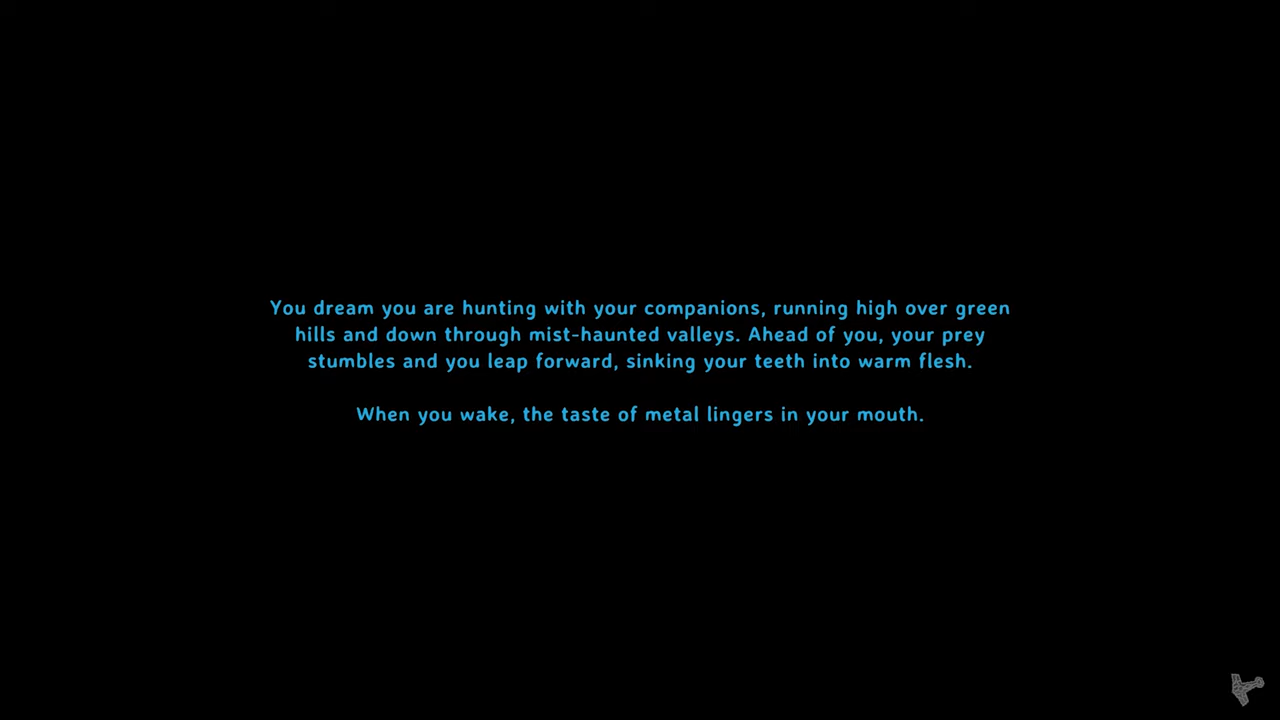 You dream you are hunting with your companions, running high over green
hills and down through mist-haunted valleys. Ahead of you, your prey
stumbles and you leap forward, sinking your teeth into warm flesh.
When you wake, the taste of metal lingers in your mouth.